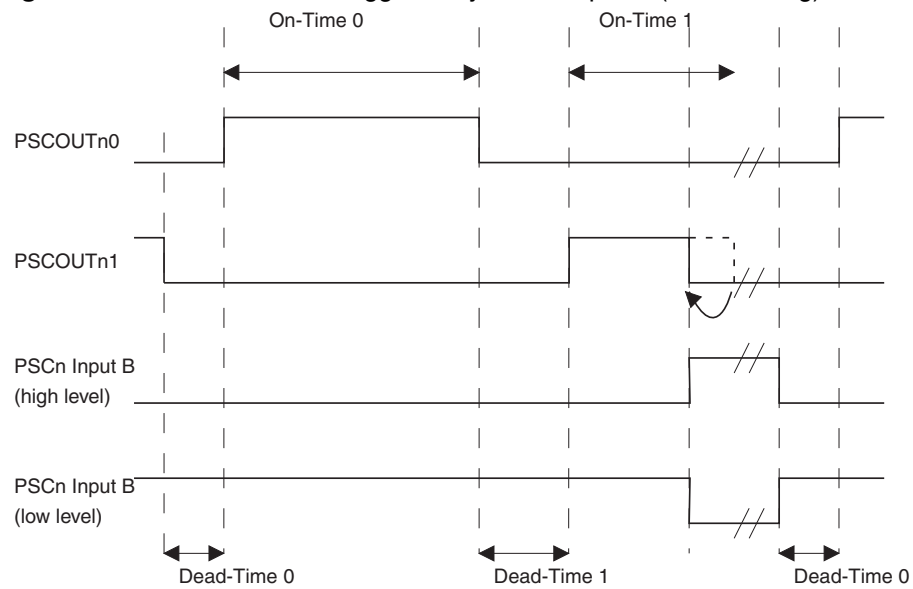 On-Time 0
On-Time 1
PSCOUTn0
PSCOUTn1
PSCn Input B
(high level)
PSCn Input B
(low level)
Dead-Time 0
Dead-Time 1
Dead-Time 0